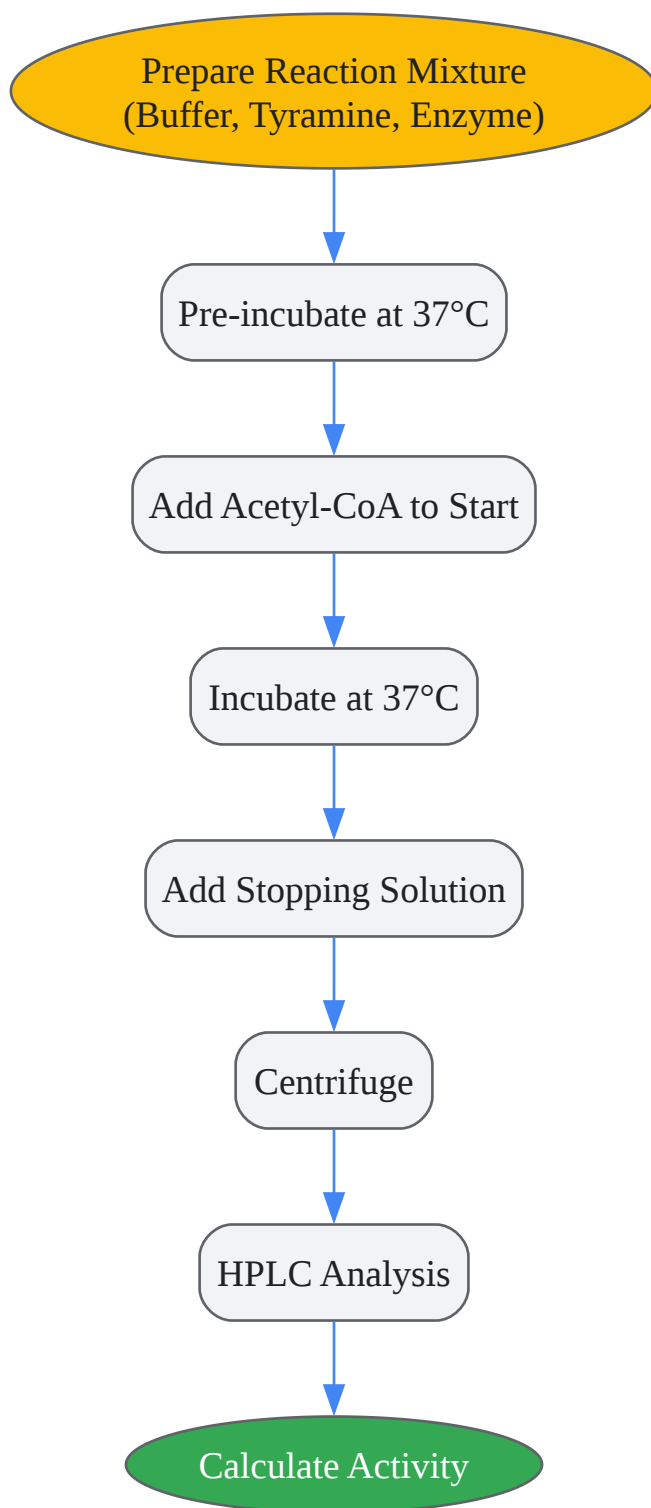 Prepare Reaction Mixture
(Buffer, Tyramine, Enzyme)
Pre-incubate at 37°C
Add Acetyl-CoA to Start
Incubate at 37°C
Add Stopping Solution
Centrifuge
HPLC Analysis
Calculate Activity